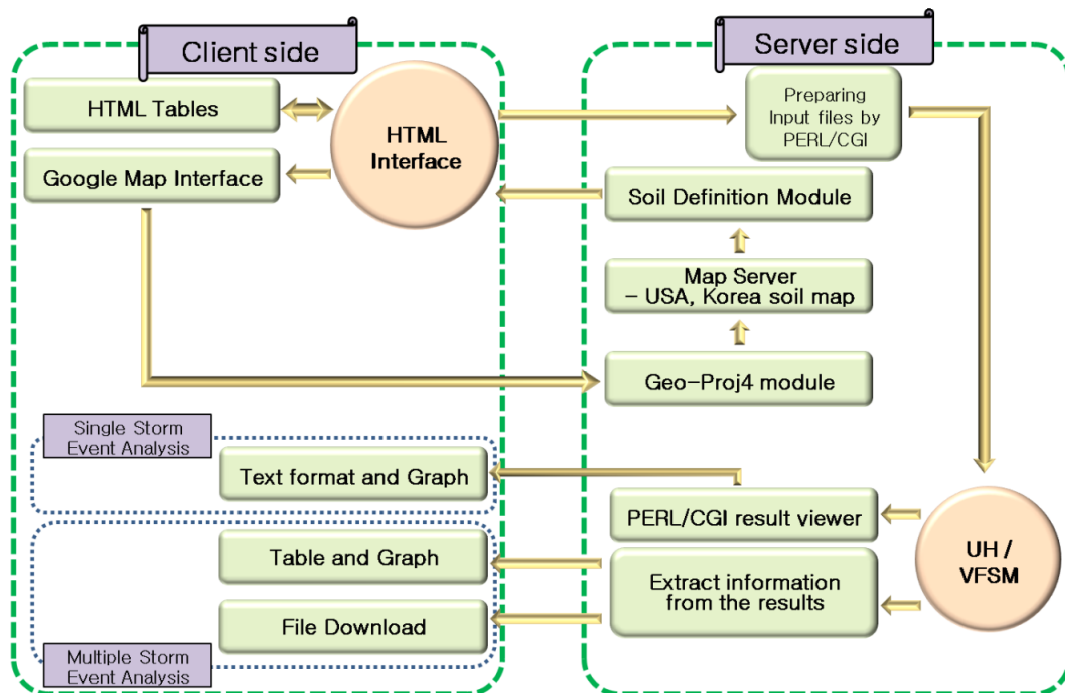 Client side
HTML Tables
HTML
Interface
Google Map Interface
Single Storm
Event Analysis
Text format and Graph
Table and Graph
File Download
Multiple Storm
Event Analysis
Server side
Preparing
Input files by
PERL/CGI
Soil Definition Module
Map Server
– USA, Korea soil map
Geo-Proj4 module
PERL/CGI result viewer
Extract information
from the results
UH /
VFSM